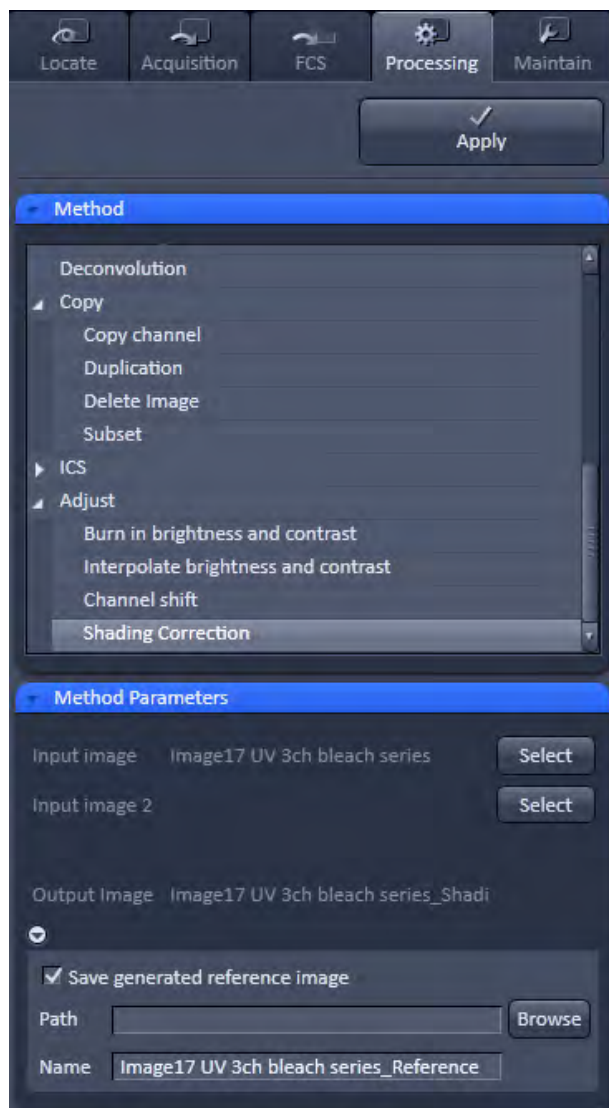 Locate Acquisition FCS Processing Maintain
Apply
Method
Deconvolution
Copy
Copy channel
Duplication
Delete Image
Subset
ICS
Adjust
Burn in brightness and contrast
Interpolate brightness and contrast
Channel shift
Shading Correction
Method Parameters
Input image Image17 UV 3ch bleach series Select
Input image 2 Select
Output Image Image17 UV 3ch bleach series_Shadi
Save generated reference image
Path Browse
Name Image17 UV 3ch bleach series_Reference